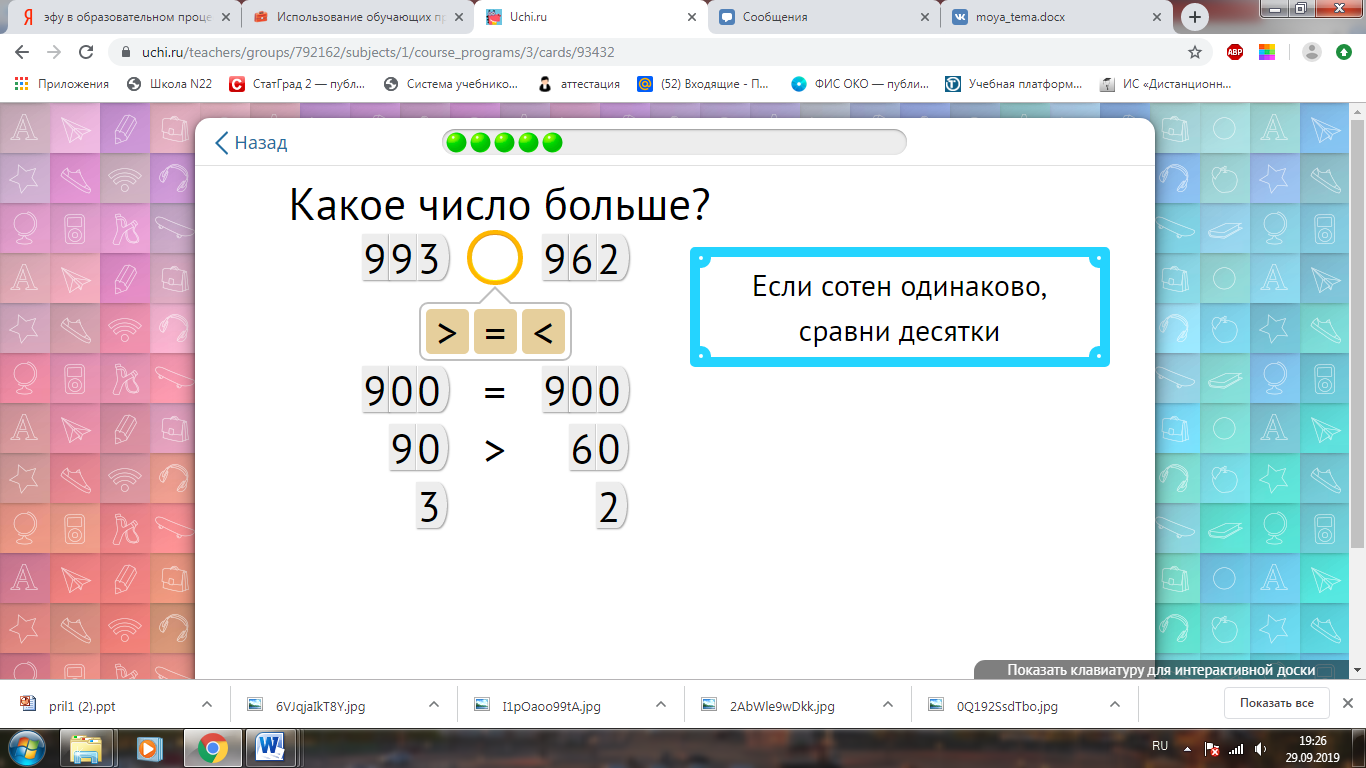 эфу в образовательном проце
Использование обучающих пр
Uchi.ru
Сообщения
moya_tema.docx
uchi.ru/teachers/groups/792162/subjects/1/course_programs/3/cards/93432
ABP
Приложения
Школа N22
СтатГрад 2 — публ...
Система учебнико...
аттестация
(52) Входящие - П...
ФИС ОКО — публи...
Учебная платформ...
ИС «Дистанционн...
Назад
Какое число больше?
993 962
> = <
900 = 900
90 > 60
3 2
Если сотен одинаково,
сравни десятки
Показать клавиатуру для интерактивной доски
pril1 (2).ppt
6VJqjaIkT8Y.jpg
I1pOaoo99tA.jpg
2AbWle9wDkk.jpg
0Q192SsdTbo.jpg
Показать все
RU
19:26
29.09.2019